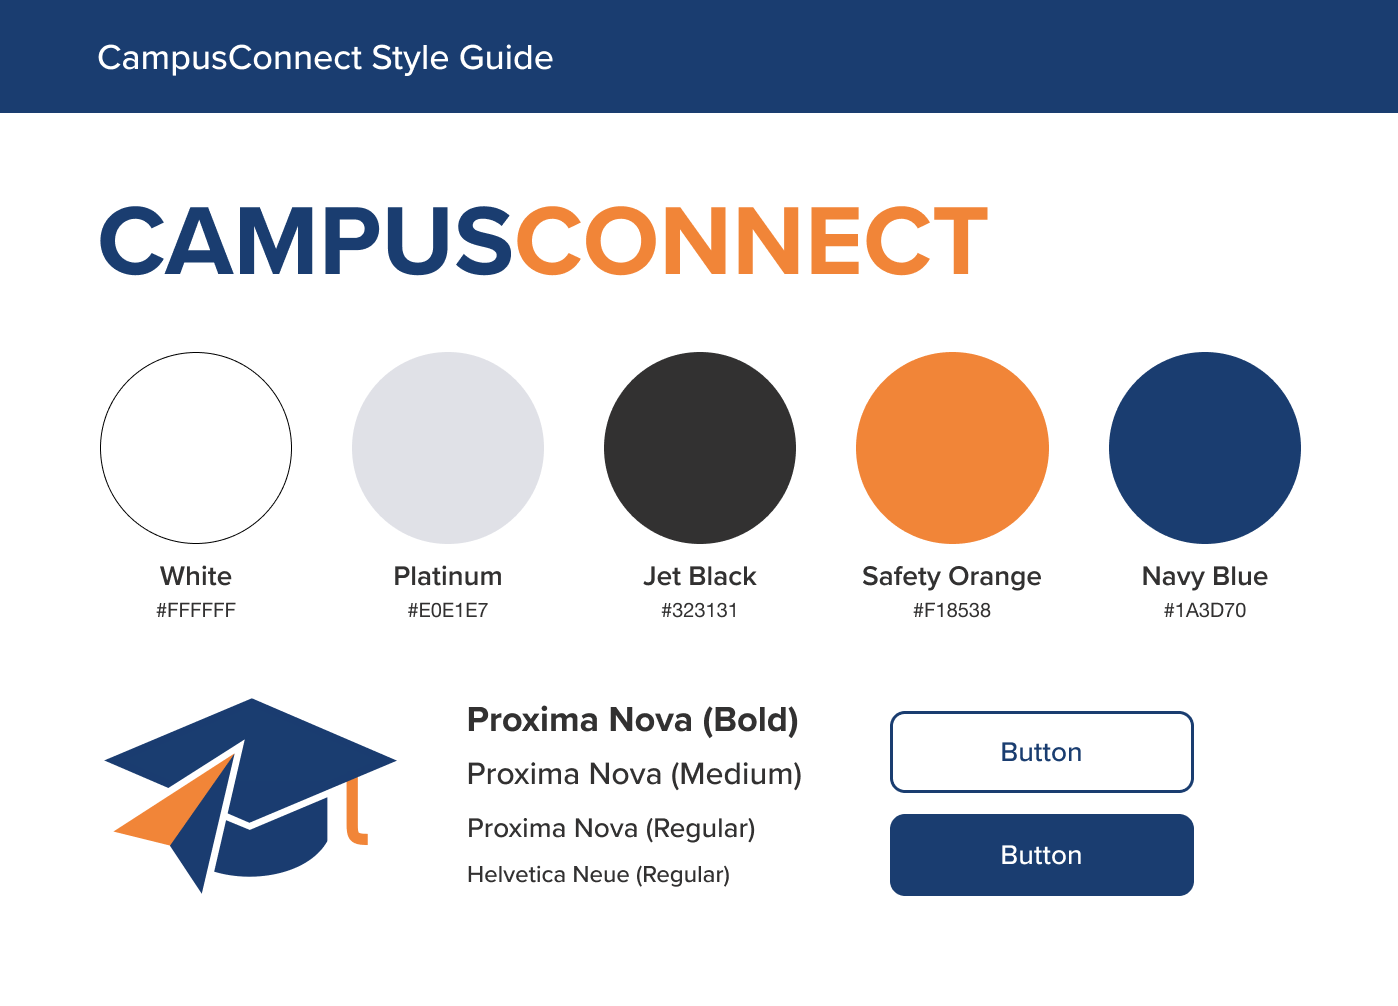 CampusConnect Style Guide
CAMPUSCONNECT
White
#FFFFFF
Platinum
#E0E1E7
Jet Black
#323131
Safety Orange
#F18538
Navy Blue
#1A3D70
Proxima Nova (Bold)
Proxima Nova (Medium)
Proxima Nova (Regular)
Helvetica Neue (Regular)
Button
Button